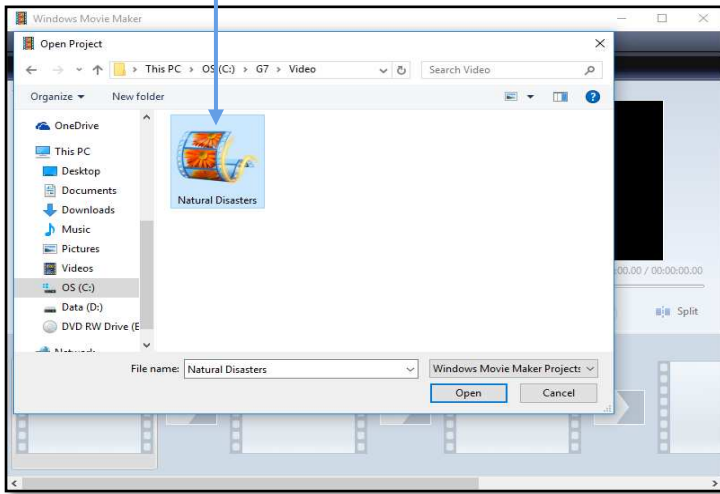 Windows Movie Maker
Open Project
This PC > OS (C:) > G7 > Video
Search Video
Organize
New folder
OneDrive
This PC
Desktop
Documents
Downloads
Music
Pictures
Videos
OS (C:)
Data (D:)
DVD RW Drive (E
Network
Natural Disasters
00.00 / 00:00:00.00
Split
File name: Natural Disasters
Windows Movie Maker Projects
Open
Cancel